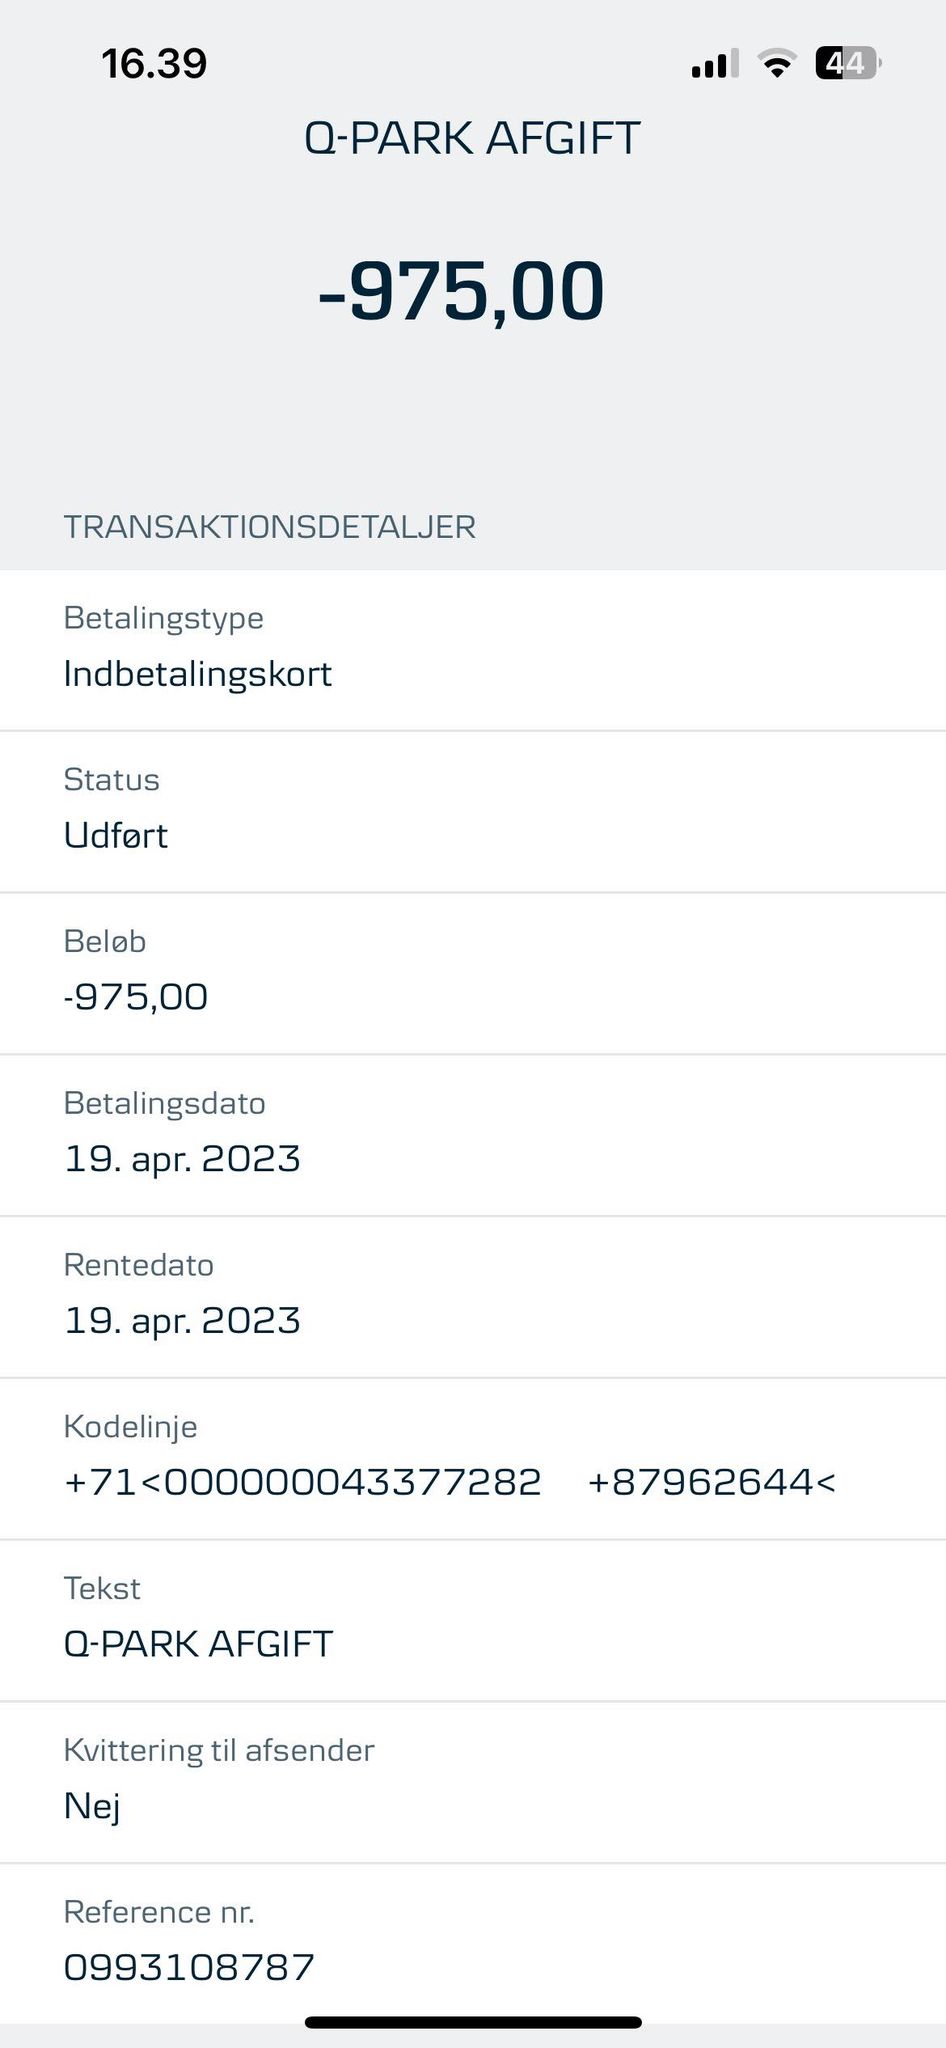 16.39
44
Q-PARK AFGIFT
-975,00
TRANSAKTIONSDETALJER
Betalingstype
Indbetalingskort
Status
Udført
Beløb
-975,00
Betalingsdato
19. apr. 2023
Rentedato
19. apr. 2023
Kodelinje
+71<000000043377282 +87962644<
Tekst
Q-PARK AFGIFT
Kvittering til afsender
Nej
Reference nr.
0993108787